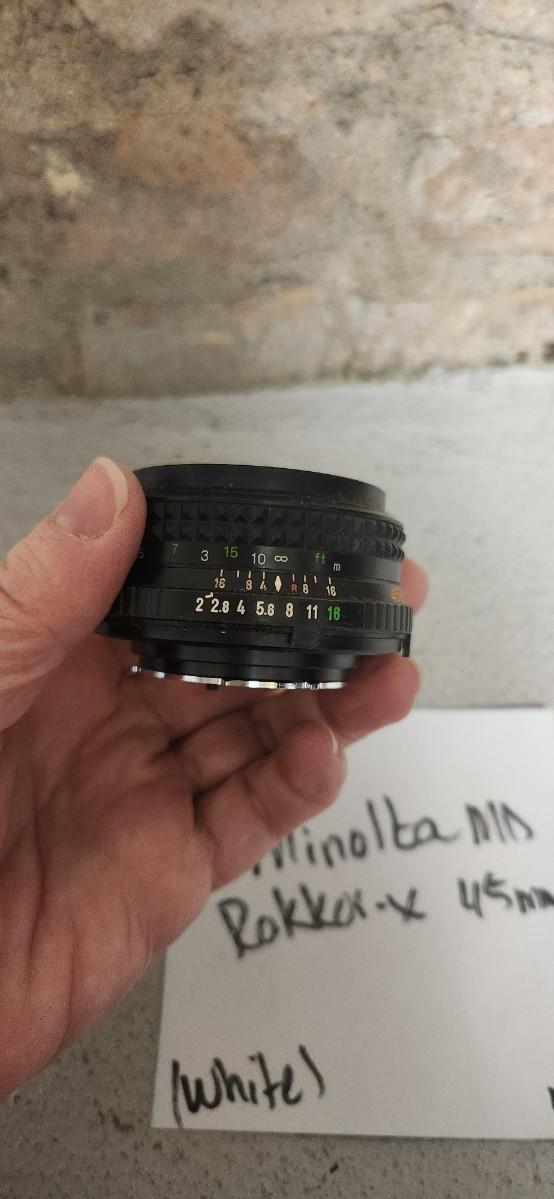 7 3 15 10 ∞ ft m
16 8 4 R 8 16
2 2.8 4 5.6 8 11 16
Minolta MD
Rokkor-x 45mm
(White)